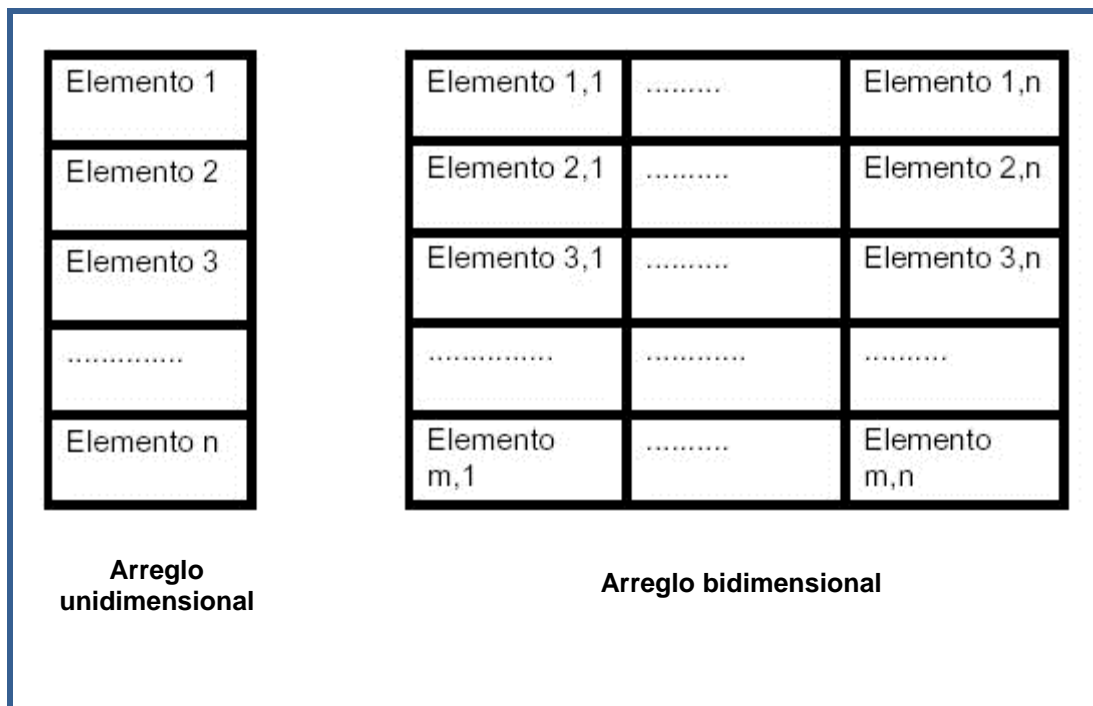 Elemento 1
Elemento 2
Elemento 3
..............
Elemento n
Arreglo
unidimensional
Elemento 1,1 ......... Elemento 1,n
Elemento 2,1 .......... Elemento 2,n
Elemento 3,1 .......... Elemento 3,n
............... ............ ..........
Elemento
m,1
..........
Elemento
m,n
Arreglo bidimensional